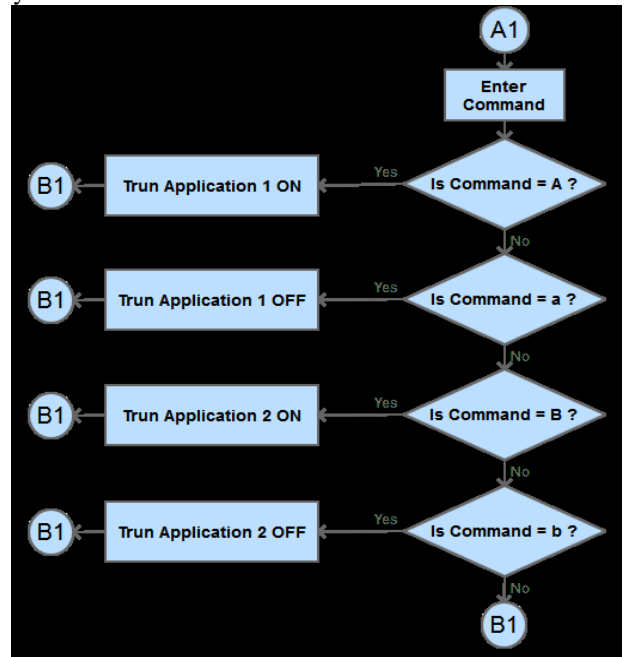 y
A1
Enter
Command
Is Command = A ?
Yes
Trun Application 1 ON
B1
No
Is Command = a ?
Yes
Trun Application 1 OFF
B1
No
Is Command = B ?
Yes
Trun Application 2 ON
B1
No
Is Command = b ?
Yes
Trun Application 2 OFF
B1
No
B1